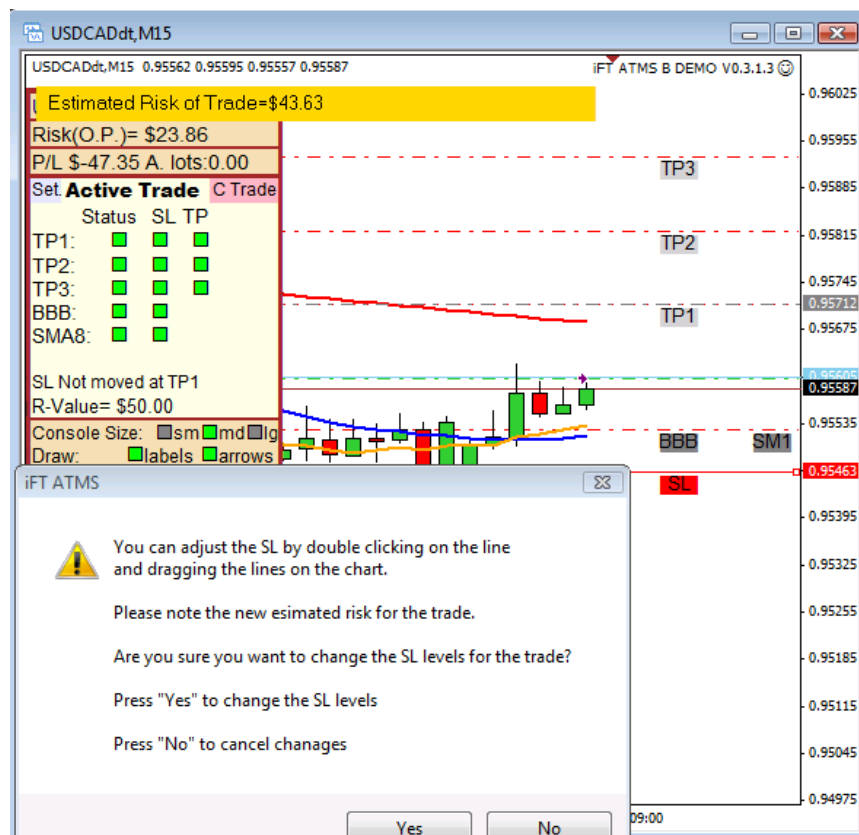 USDCADdt,M15
USDCADdt,M15 0.95562 0.95595 0.95557 0.95587
iFT ATMS B DEMO V0.3.1.3
Estimated Risk of Trade=$43.63
Risk(O.P.)= $23.86
P/L $-47.35 A. lots:0.00
Set. Active Trade C Trade
Status SL TP
TP1:
TP2:
TP3:
BBB:
SMA8:
SL Not moved at TP1
R-Value= $50.00
Console Size: sm md lg
Draw: labels arrows
TP3
TP2
TP1
BBB SM1
SL
0.96025
0.95955
0.95885
0.95815
0.95745
0.95712
0.95675
0.95605
0.95587
0.95535
0.95463
0.95395
0.95325
0.95255
0.95185
0.95115
0.95045
0.94975
09:00
iFT ATMS
You can adjust the SL by double clicking on the line
and dragging the lines on the chart.
Please note the new esimated risk for the trade.
Are you sure you want to change the SL levels for the trade?
Press "Yes" to change the SL levels
Press "No" to cancel chanages
Yes No